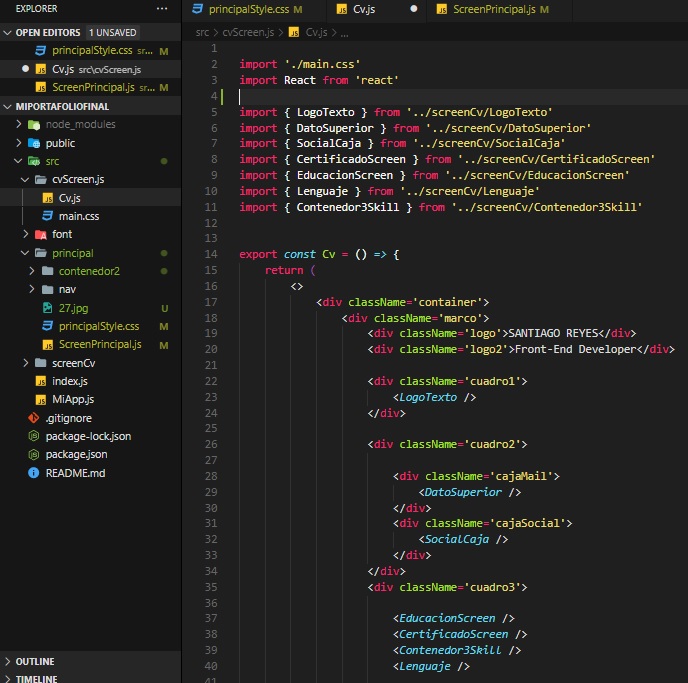 EXPLORER ...
OPEN EDITORS 1 UNSAVED
principalStyle.css sr... M
Cv.js src\cvScreen.js
ScreenPrincipal.js sr... M
MIPORTAFOLIOFINAL
node_modules
public
src
cvScreen.js
Cv.js
main.css
font
principal
contenedor2
nav
27.jpg U
principalStyle.css M
ScreenPrincipal.js M
screenCv
index.js
MiApp.js
.gitignore
package-lock.json
package.json
README.md
OUTLINE
TIMELINE
principalStyle.css M
Cv.js
ScreenPrincipal.js M
src > cvScreen.js > Cv.js > ...
1
2 import './main.css'
3 import React from 'react'
4
5 import { LogoTexto } from '../screenCv/LogoTexto'
6 import { DatoSuperior } from '../screenCv/DatoSuperior'
7 import { SocialCaja } from '../screenCv/SocialCaja'
8 import { CertificadoScreen } from '../screenCv/CertificadoScreen'
9 import { EducacionScreen } from '../screenCv/EducacionScreen'
10 import { Lenguaje } from '../screenCv/Lenguaje'
11 import { Contenedor3Skill } from '../screenCv/Contenedor3Skill'
12
13
14 export const Cv = () => {
15 return (
16 <>
17 <div className='container'>
18 <div className='marco'>
19 <div className='logo'>SANTIAGO REYES</div>
20 <div className='logo2'>Front-End Developer</div>
21
22 <div className='cuadro1'>
23 <LogoTexto />
24 </div>
25
26 <div className='cuadro2'>
27
28 <div className='cajaMail'>
29 <DatoSuperior />
30 </div>
31 <div className='cajaSocial'>
32 <SocialCaja />
33 </div>
34 </div>
35 <div className='cuadro3'>
36
37 <EducacionScreen />
38 <CertificadoScreen />
39 <Contenedor3Skill />
40 <Lenguaje />
41